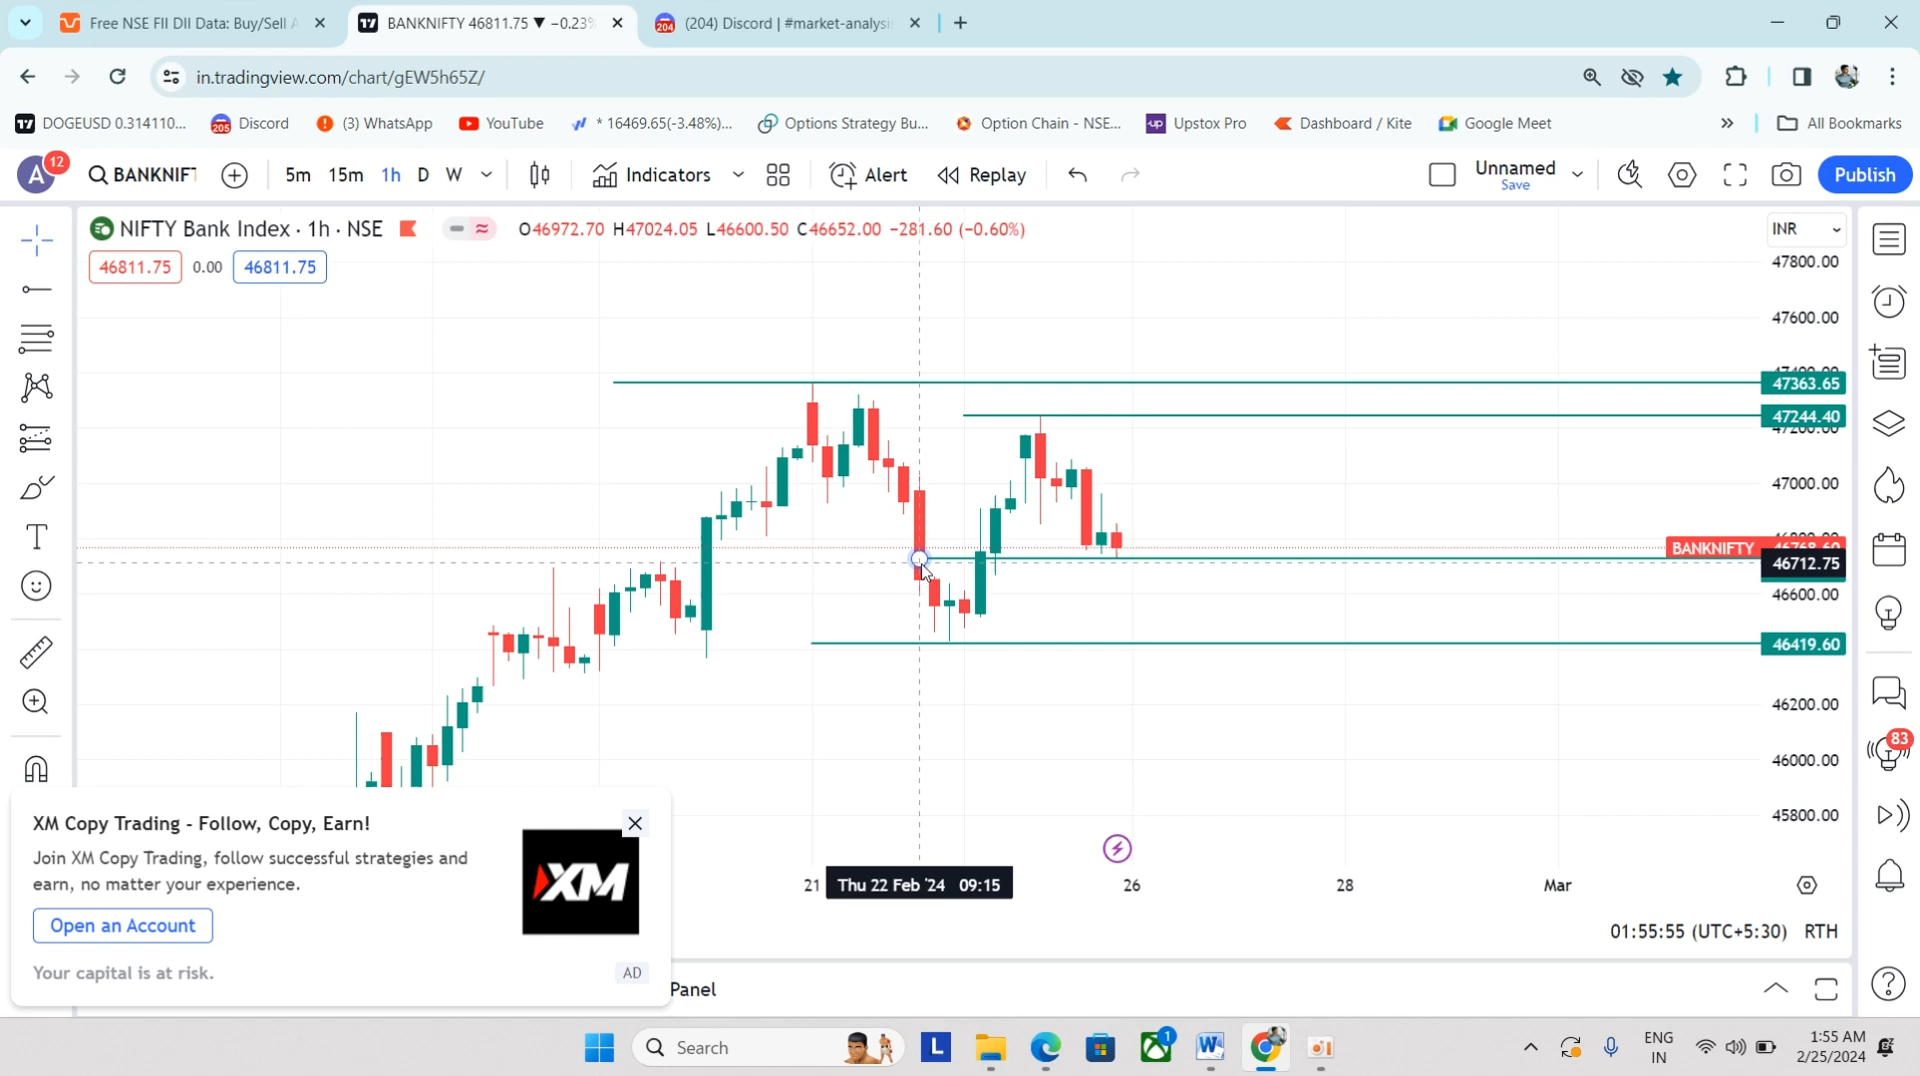 Free NSE FII DII Data: Buy/Sell A
BANKNIFTY 46811.75 ▼ −0.23%
(204) Discord | #market-analysi
in.tradingview.com/chart/gEW5h65Z/
DOGEUSD 0.314110...
Discord
(3) WhatsApp
YouTube
* 16469.65(-3.48%)...
Options Strategy Bu...
Option Chain - NSE...
Upstox Pro
Dashboard / Kite
Google Meet
All Bookmarks
A 12
BANKNIFT
5m 15m 1h D W
Indicators
Alert
Replay
Unnamed
Save
Publish
NIFTY Bank Index · 1h · NSE
O46972.70 H47024.05 L46600.50 C46652.00 −281.60 (−0.60%)
INR
46811.75 0.00 46811.75
47800.00
47600.00
47363.65
47244.40
47000.00
BANKNIFTY
46712.75
46600.00
46419.60
46200.00
46000.00
83
45800.00
XM Copy Trading - Follow, Copy, Earn!
Join XM Copy Trading, follow successful strategies and
earn, no matter your experience.
XM
Open an Account
Your capital is at risk.
AD
21
Thu 22 Feb '24 09:15
26
28
Mar
01:55:55 (UTC+5:30) RTH
Panel
Search
L
1
ENG
IN
1:55 AM
2/25/2024